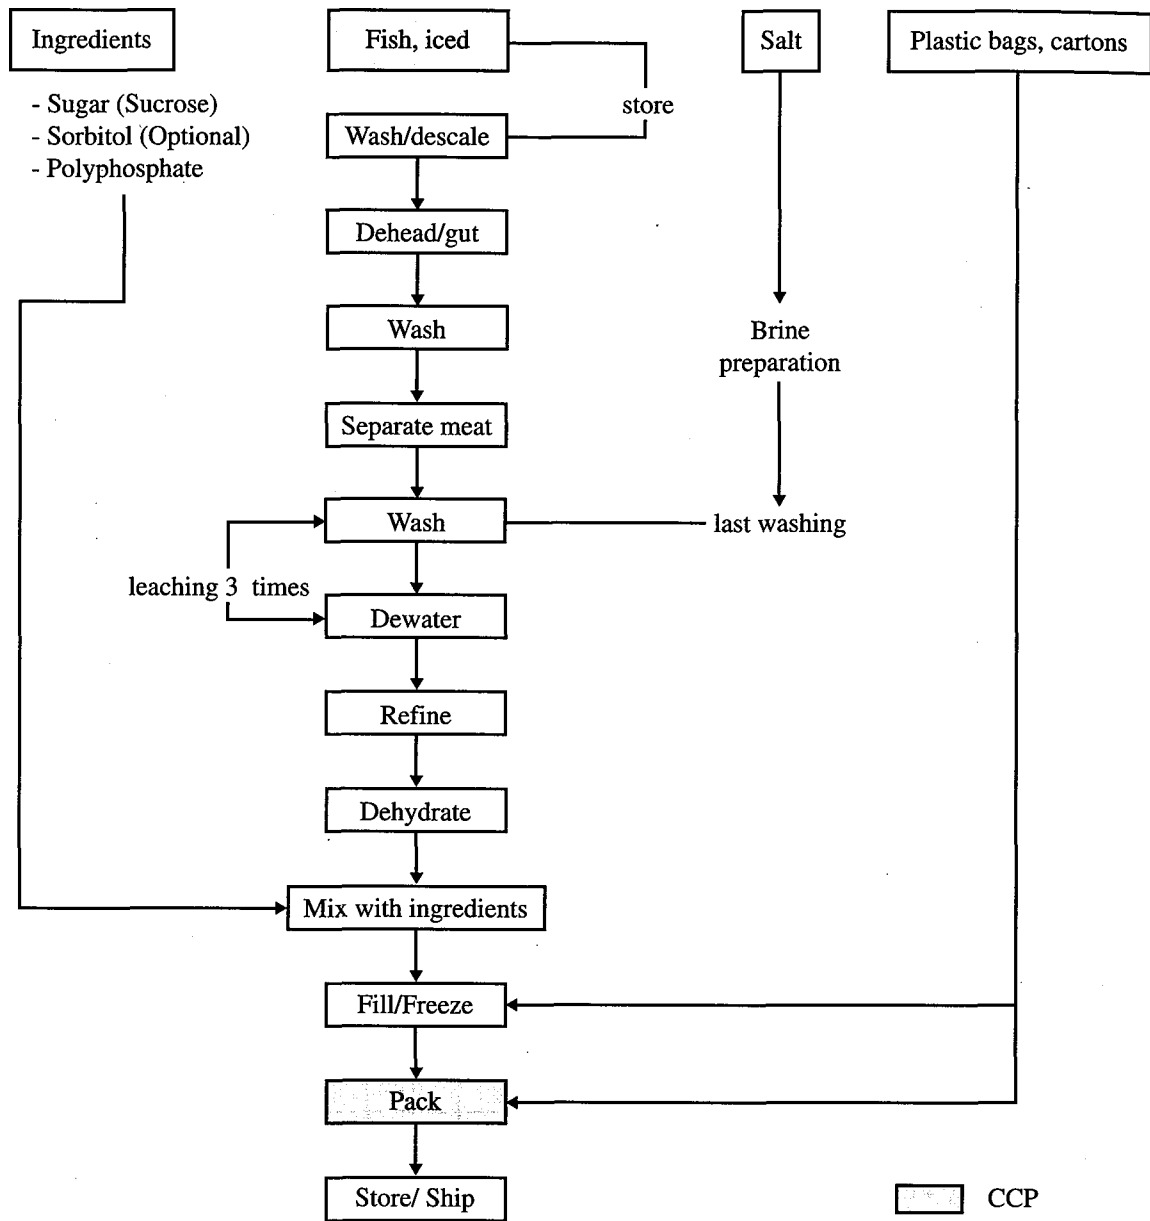 Ingredients
Fish, iced
Salt
Plastic bags, cartons
- Sugar (Sucrose)
- Sorbitol (Optional)
- Polyphosphate
store
Wash/descale
Dehead/gut
Wash
Brine
preparation
Separate meat
Wash
last washing
leaching 3 times
Dewater
Refine
Dehydrate
Mix with ingredients
Fill/Freeze
Pack
Store/ Ship
CCP